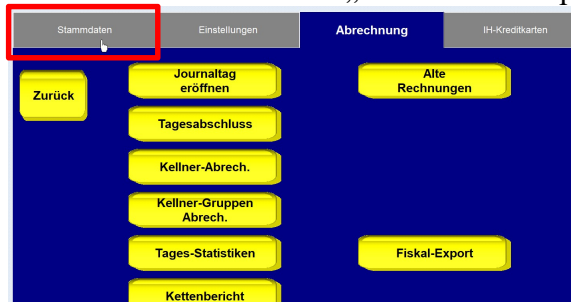 Stammdaten
Einstellungen
Abrechnung
IH-Kreditkarten
Zurück
Journaltag
eröffnen
Alte
Rechnungen
Tagesabschluss
Kellner-Abrech.
Kellner-Gruppen
Abrech.
Tages-Statistiken
Fiskal-Export
Kettenbericht